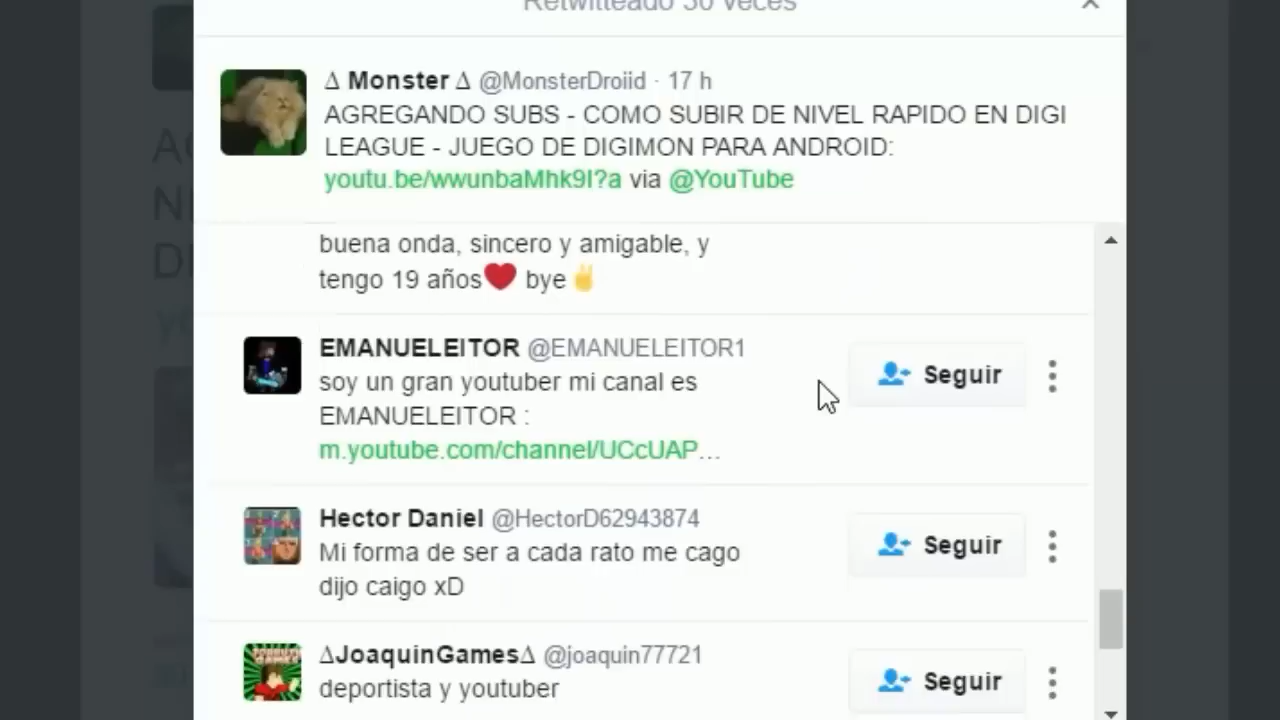 Retwitteado 30 veces
Δ Monster Δ @MonsterDroiid · 17 h
AGREGANDO SUBS - COMO SUBIR DE NIVEL RAPIDO EN DIGI
LEAGUE - JUEGO DE DIGIMON PARA ANDROID:
youtu.be/wwunbaMhk9I?a via @YouTube
buena onda, sincero y amigable, y
tengo 19 años❤️ bye✌️
EMANUELEITOR @EMANUELEITOR1
soy un gran youtuber mi canal es
EMANUELEITOR :
m.youtube.com/channel/UCcUAP…
Seguir
Hector Daniel @HectorD62943874
Mi forma de ser a cada rato me cago
dijo caigo xD
Seguir
ΔJoaquinGamesΔ @joaquin77721
deportista y youtuber
Seguir